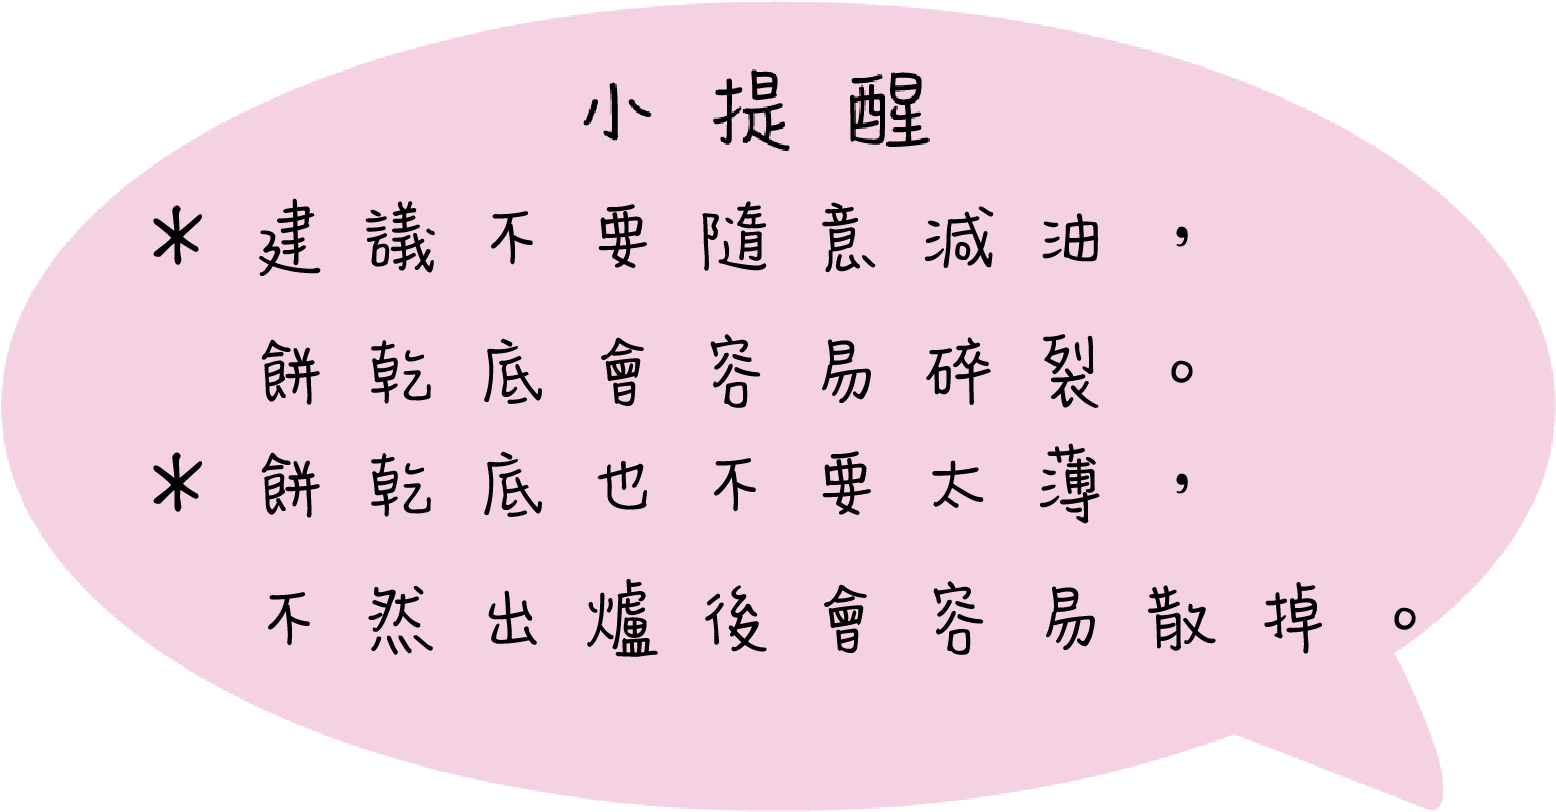 小提醒
＊建議不要隨意減油，
餅乾底會容易碎裂。
＊餅乾底也不要太薄，
不然出爐後會容易散掉。